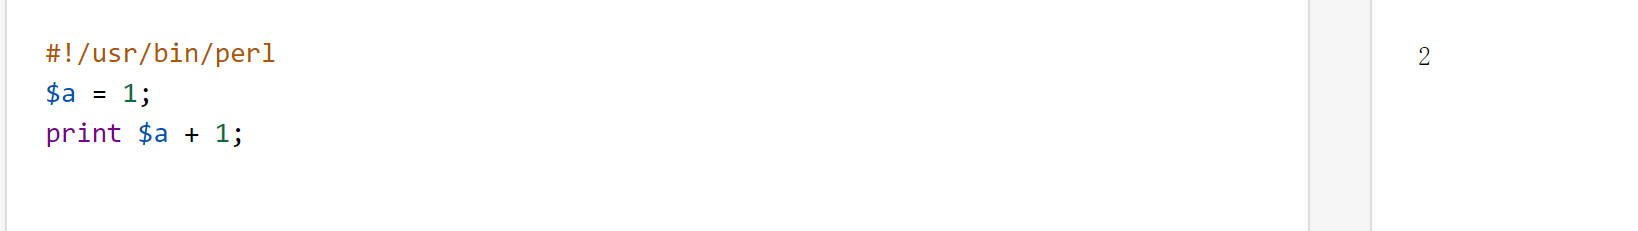 #!/usr/bin/perl
$a = 1;
print $a + 1;
2